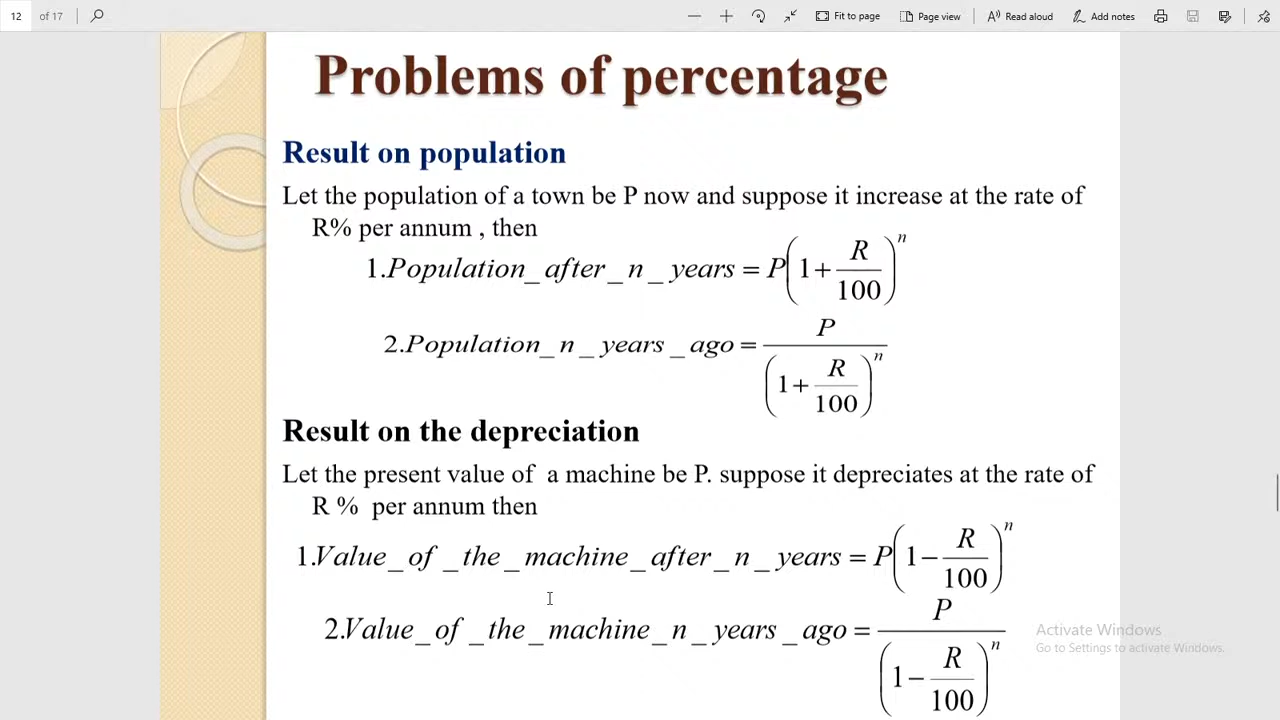 12 of 17 Fit to page Page view Read aloud Add notes
Problems of percentage
Result on population
Let the population of a town be P now and suppose it increase at the rate of
R% per annum , then
1.Population_after_n_years = P(1+R/100)^n
2.Population_n_years_ago = P/(1+R/100)^n
Result on the depreciation
Let the present value of a machine be P. suppose it depreciates at the rate of
R % per annum then
1.Value_of_the_machine_after_n_years = P(1−R/100)^n
2.Value_of_the_machine_n_years_ago = P/(1−R/100)^n
Activate Windows
Go to Settings to activate Windows.